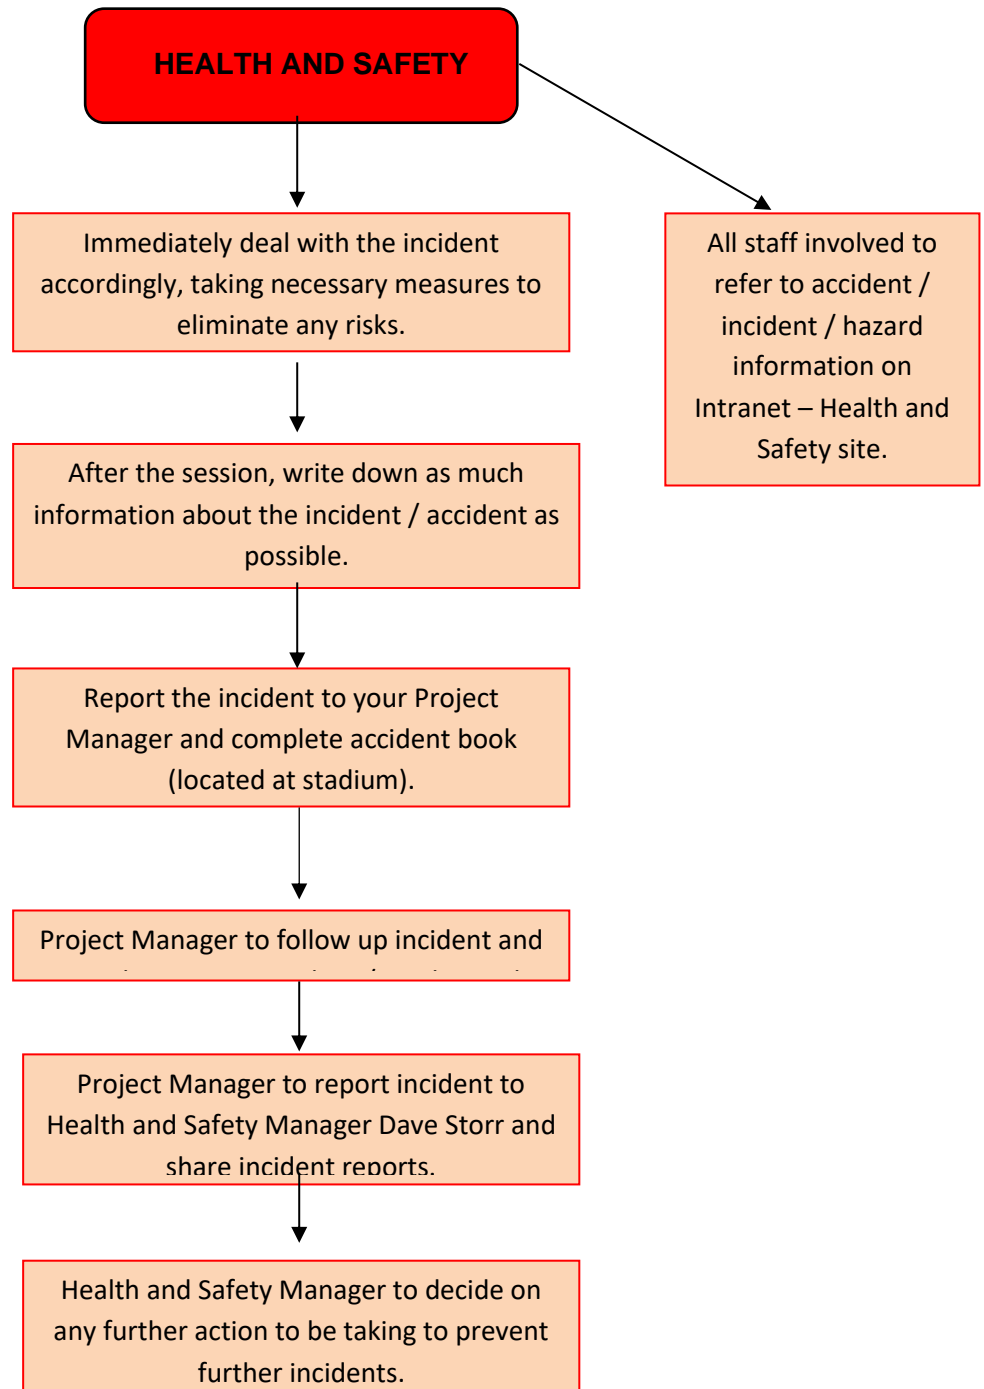 HEALTH AND SAFETY
Immediately deal with the incident
accordingly, taking necessary measures to
eliminate any risks.
All staff involved to
refer to accident /
incident / hazard
information on
Intranet – Health and
Safety site.
After the session, write down as much
information about the incident / accident as
possible.
Report the incident to your Project
Manager and complete accident book
(located at stadium).
Project Manager to follow up incident and
Project Manager to report incident to
Health and Safety Manager Dave Storr and
share incident reports.
Health and Safety Manager to decide on
any further action to be taking to prevent
further incidents.